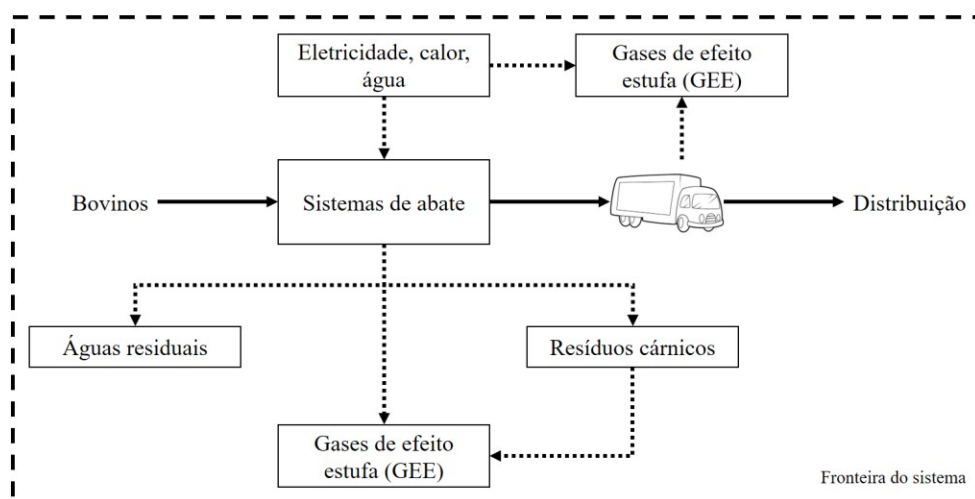 Eletricidade, calor,
água
Gases de efeito
estufa (GEE)
Bovinos
Sistemas de abate
Distribuição
Águas residuais
Resíduos cárnicos
Gases de efeito
estufa (GEE)
Fronteira do sistema